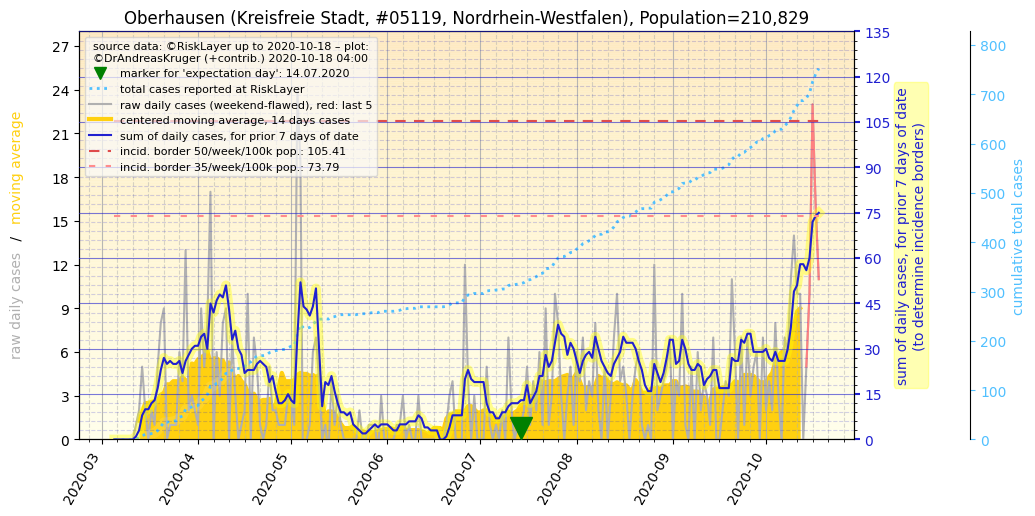 Oberhausen (Kreisfreie Stadt, #05119, Nordrhein-Westfalen), Population=210,829
source data: ©RiskLayer up to 2020-10-18 – plot:
©DrAndreasKruger (+contrib.) 2020-10-18 04:00
marker for 'expectation day': 14.07.2020
total cases reported at RiskLayer
raw daily cases (weekend-flawed), red: last 5
centered moving average, 14 days cases
sum of daily cases, for prior 7 days of date
incid. border 50/week/100k pop.: 105.41
incid. border 35/week/100k pop.: 73.79
raw daily cases / moving average
27
24
21
18
15
12
9
6
3
0
2020-03
2020-04
2020-05
2020-06
2020-07
2020-08
2020-09
2020-10
135
120
105
90
75
60
45
30
15
0
sum of daily cases, for prior 7 days of date
(to determine incidence borders)
800
700
600
500
400
300
200
100
0
cumulative total cases